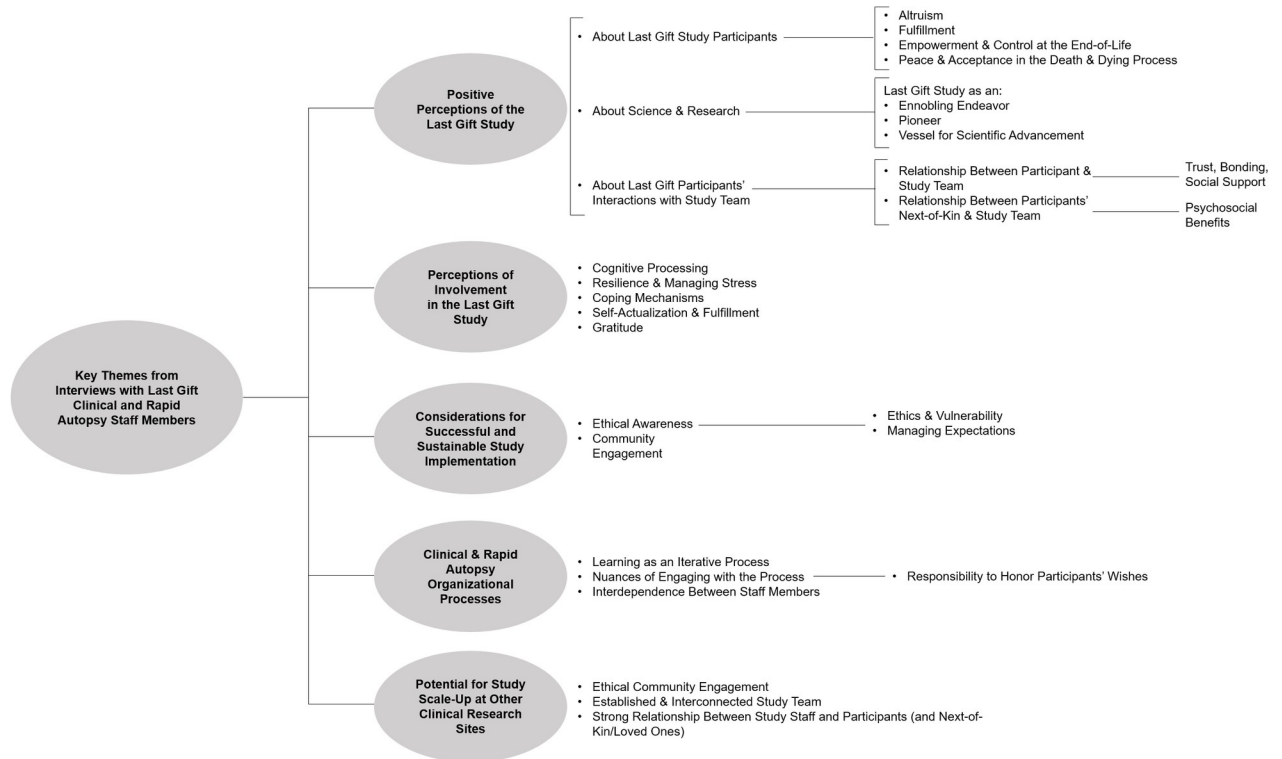 Key Themes from
Interviews with Last Gift
Clinical and Rapid
Autopsy Staff Members
Positive
Perceptions of the
Last Gift Study
• About Last Gift Study Participants
• Altruism
• Fulfillment
• Empowerment & Control at the End-of-Life
• Peace & Acceptance in the Death & Dying Process
• About Science & Research
Last Gift Study as an:
• Ennobling Endeavor
• Pioneer
• Vessel for Scientific Advancement
• About Last Gift Participants'
Interactions with Study Team
• Relationship Between Participant &
Study Team
Trust, Bonding,
Social Support
• Relationship Between Participants'
Next-of-Kin & Study Team
Psychosocial
Benefits
Perceptions of
Involvement
in the Last Gift
Study
• Cognitive Processing
• Resilience & Managing Stress
• Coping Mechanisms
• Self-Actualization & Fulfillment
• Gratitude
Considerations for
Successful and
Sustainable Study
Implementation
• Ethical Awareness
• Ethics & Vulnerability
• Managing Expectations
• Community
Engagement
Clinical & Rapid
Autopsy
Organizational
Processes
• Learning as an Iterative Process
• Nuances of Engaging with the Process
• Responsibility to Honor Participants' Wishes
• Interdependence Between Staff Members
Potential for Study
Scale-Up at Other
Clinical Research
Sites
• Ethical Community Engagement
• Established & Interconnected Study Team
• Strong Relationship Between Study Staff and Participants (and Next-of-
Kin/Loved Ones)